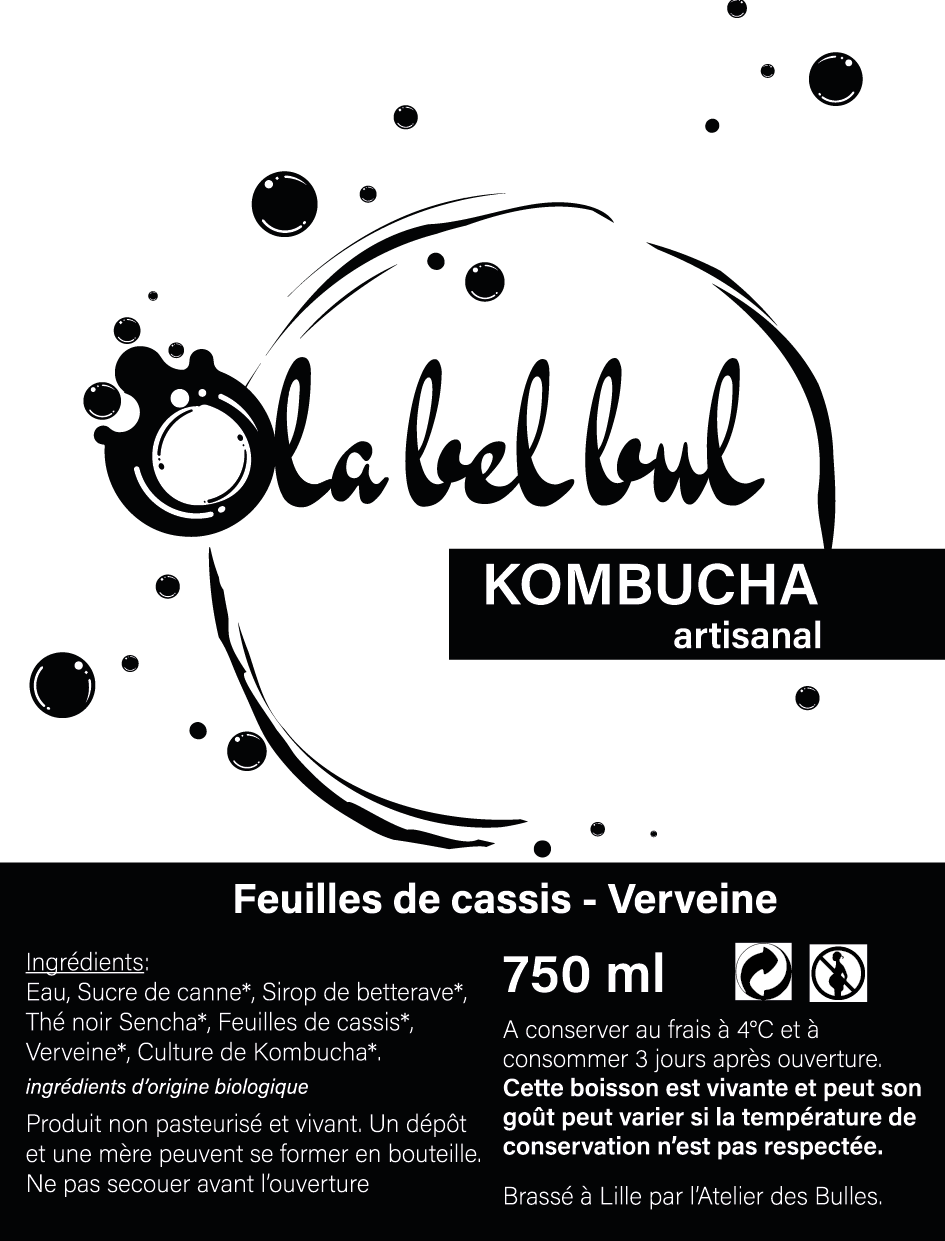 Ola bel bul
KOMBUCHA
artisanal
Feuilles de cassis - Verveine
Ingrédients:
Eau, Sucre de canne*, Sirop de betterave*,
Thé noir Sencha*, Feuilles de cassis*,
Verveine*, Culture de Kombucha*.
ingrédients d’origine biologique
Produit non pasteurisé et vivant. Un dépôt
et une mère peuvent se former en bouteille.
Ne pas secouer avant l’ouverture
750 ml
A conserver au frais à 4°C et à
consommer 3 jours après ouverture.
Cette boisson est vivante et peut son
goût peut varier si la température de
conservation n’est pas respectée.
Brassé à Lille par l’Atelier des Bulles.